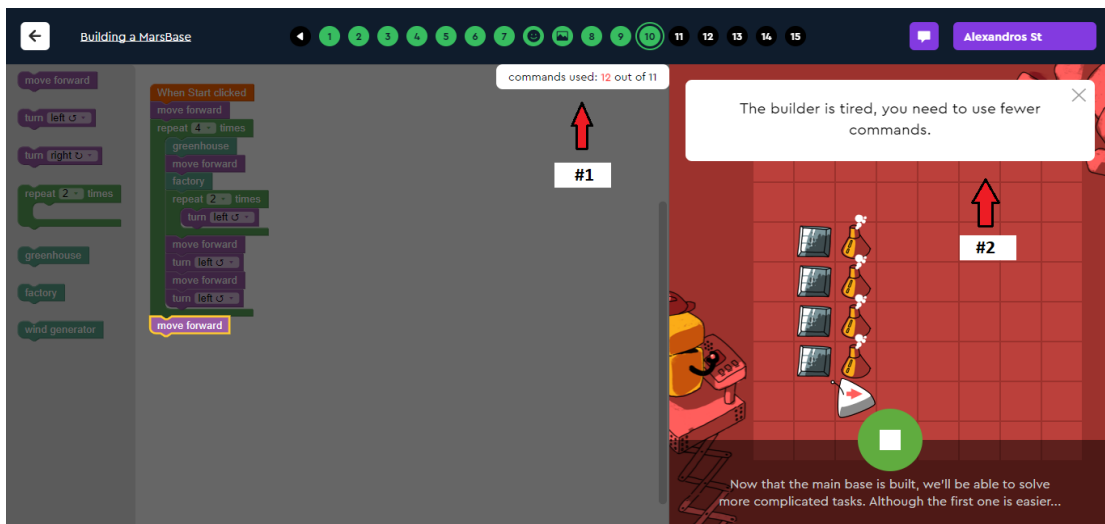 Building a MarsBase
1 2 3 4 5 6 7 8 9 10 11 12 13 14 15
Alexandros St
commands used: 12 out of 11
move forward
turn left
turn right
repeat 2 times
greenhouse
factory
wind generator
When Start clicked
move forward
repeat 4 times
greenhouse
move forward
factory
repeat 2 times
turn left
move forward
turn left
move forward
turn left
move forward
#1
The builder is tired, you need to use fewer
commands.
#2
Now that the main base is built, we'll be able to solve
more complicated tasks. Although the first one is easier...